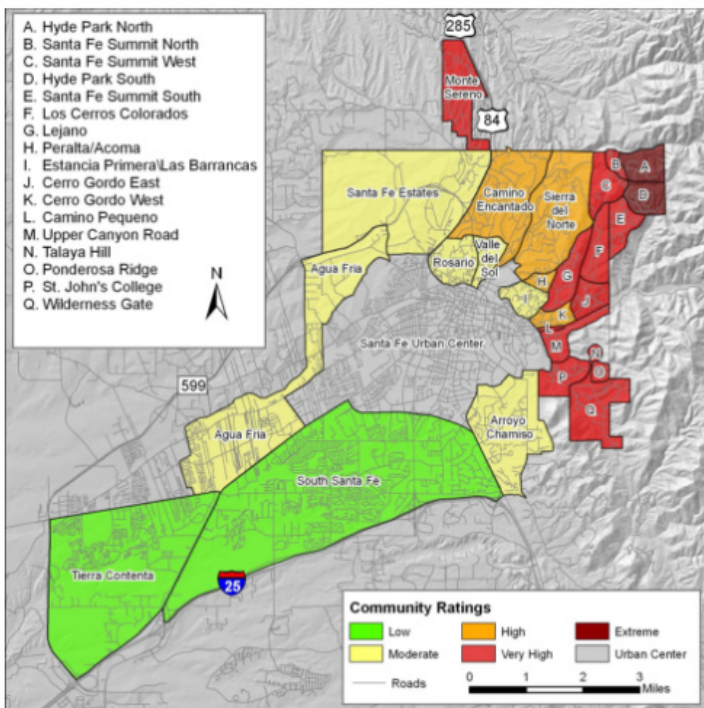 A. Hyde Park North
B. Santa Fe Summit North
C. Santa Fe Summit West
D. Hyde Park South
E. Santa Fe Summit South
F. Los Cerros Colorados
G. Lejano
H. Peralta/Acoma
I. Estancia Primera\Las Barrancas
J. Cerro Gordo East
K. Cerro Gordo West
L. Camino Pequeno
M. Upper Canyon Road
N. Talaya Hill
O. Ponderosa Ridge
P. St. John's College
Q. Wilderness Gate
N
285
Monte
Sereno
84
Santa Fe Estates
Camino
Encantado
Sierra
del
Norte
B
A
C
D
E
F
Agua Fria
Rosario
Valle
del
Sol
H
G
I
J
K
L
Santa Fe Urban Center
M
N
O
P
Q
599
Agua Fria
Arroyo
Chamiso
South Santa Fe
Tierra Contenta
25
Community Ratings
Low
High
Extreme
Moderate
Very High
Urban Center
Roads
0 1 2 3
Miles